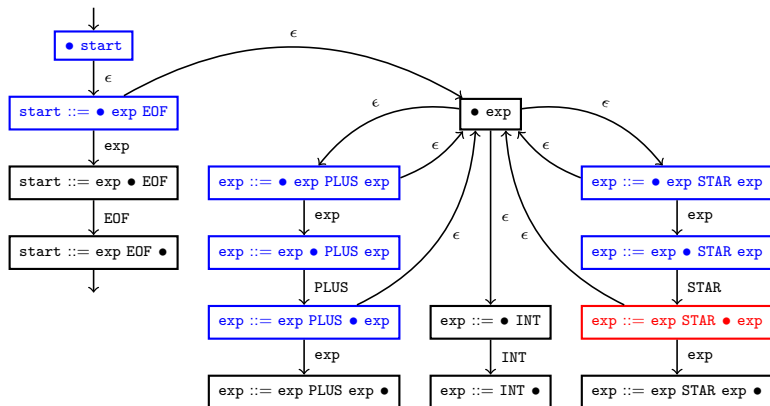 ● start
ϵ
ϵ
start ::= ● exp EOF
● exp
ϵ
ϵ
exp
ϵ
ϵ
start ::= exp ● EOF
exp ::= ● exp PLUS exp
exp ::= ● exp STAR exp
EOF
exp
ϵ
exp
start ::= exp EOF ●
exp ::= exp ● PLUS exp
ϵ
ϵ
exp ::= exp ● STAR exp
PLUS
STAR
exp ::= exp PLUS ● exp
exp ::= ● INT
exp ::= exp STAR ● exp
exp
INT
exp
exp ::= exp PLUS exp ●
exp ::= INT ●
exp ::= exp STAR exp ●